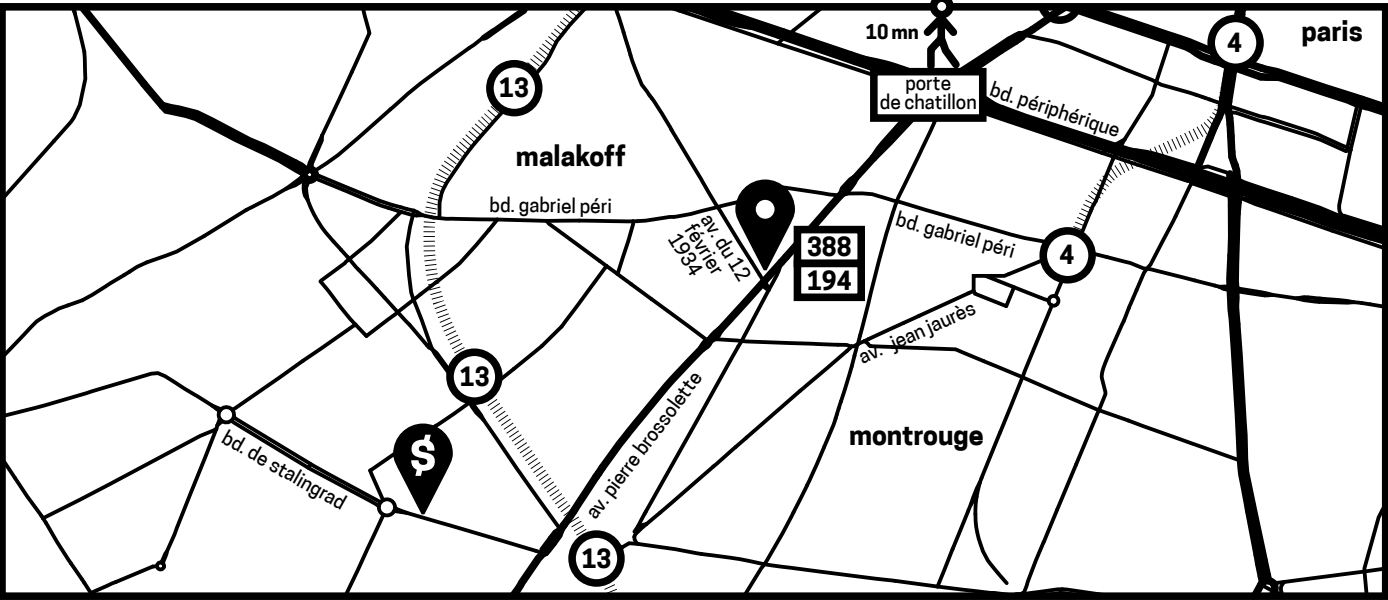 10 mn
4
paris
13
porte
de chatillon
bd. périphérique
malakoff
bd. gabriel péri
av. du 12
février
1934
388
194
bd. gabriel péri
4
av. jean jaurès
13
av. pierre brossolette
montrouge
bd. de stalingrad
$
13